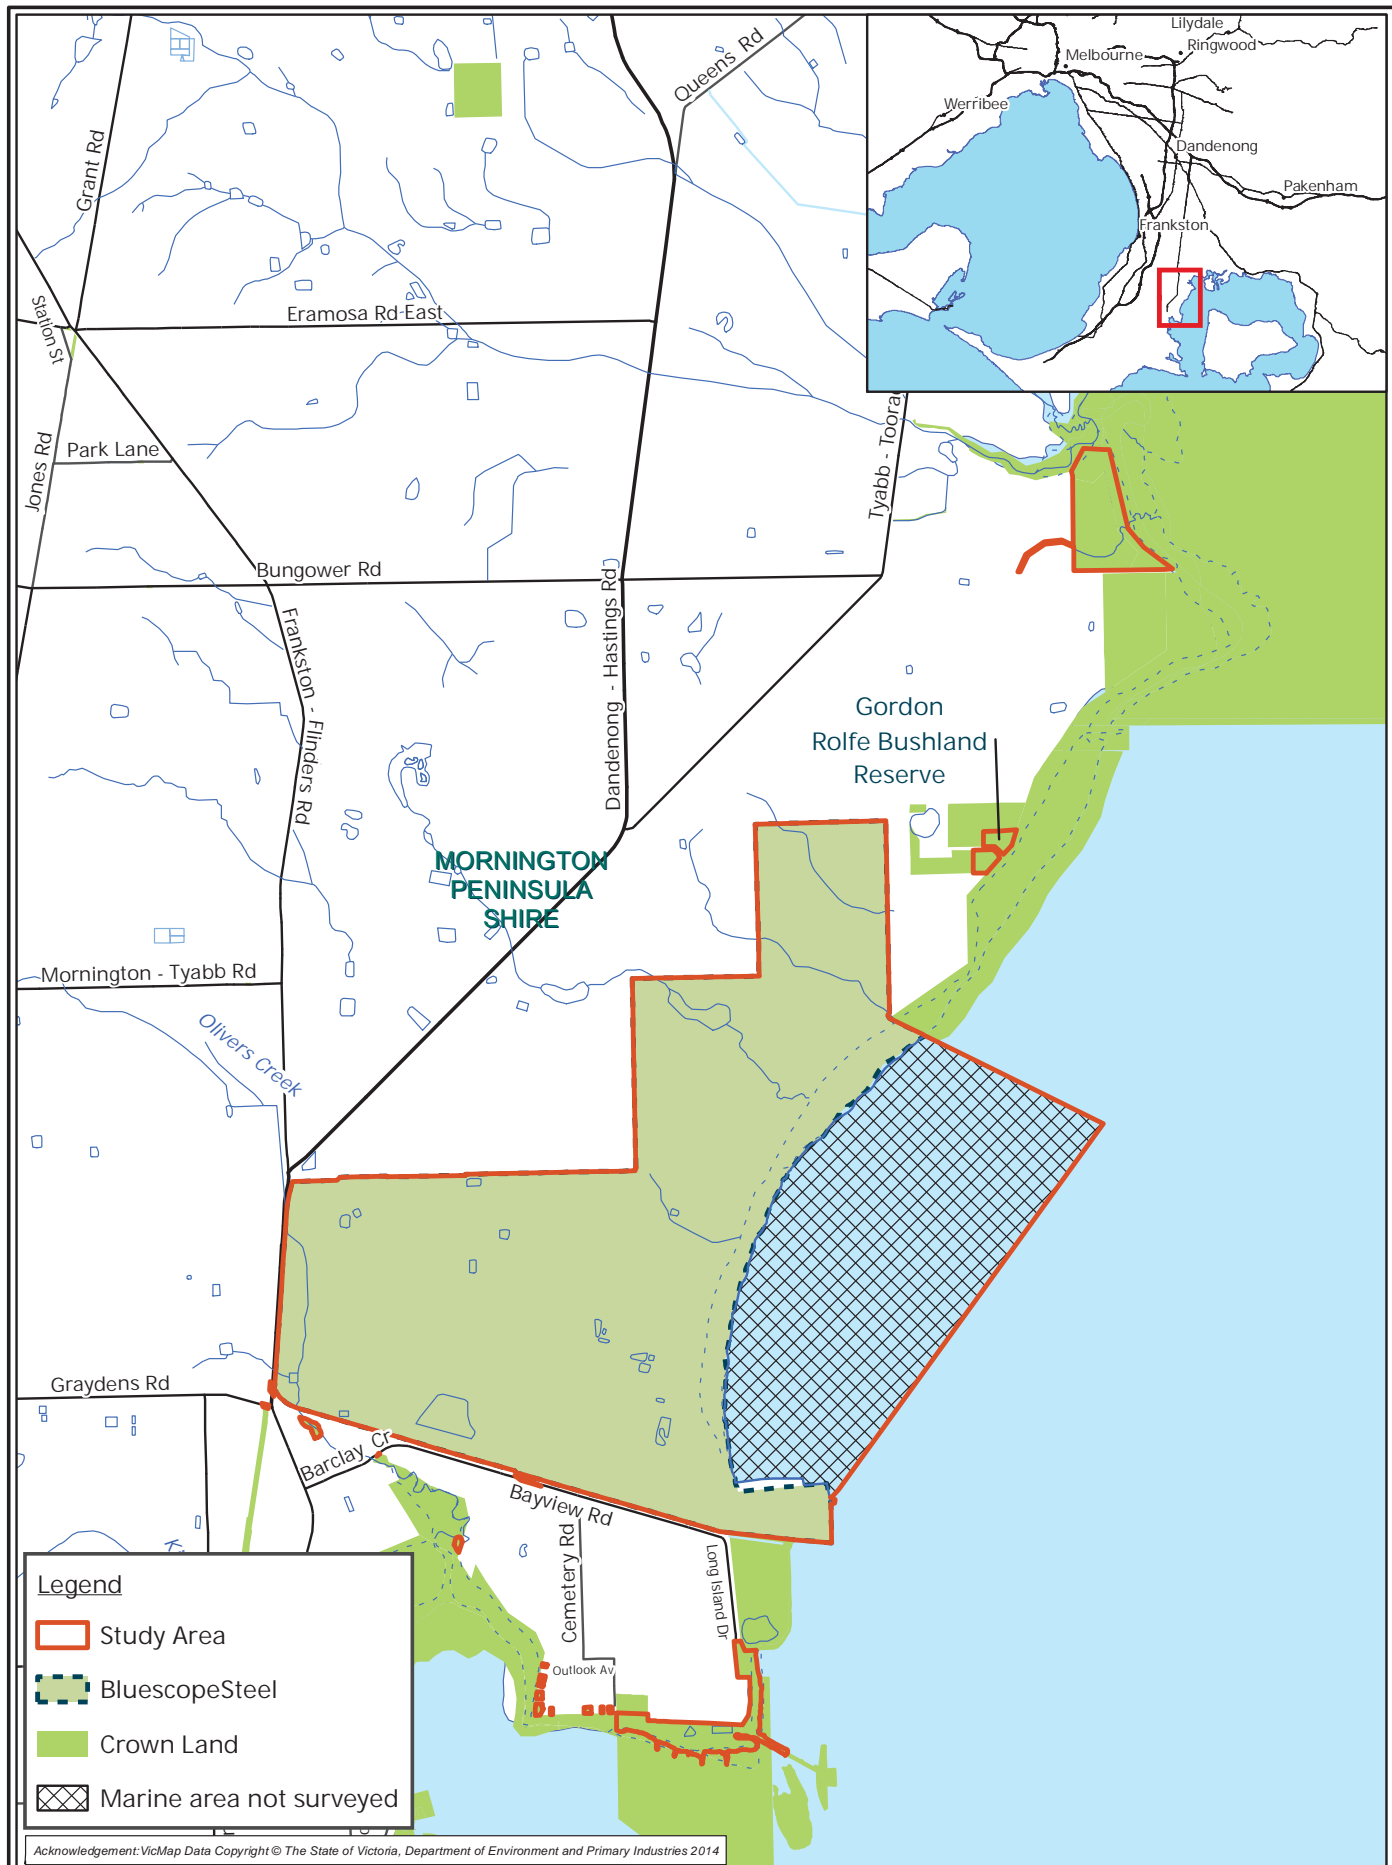 Lilydale
Ringwood
Melbourne
Werribee
Dandenong
Pakenham
Frankston
Queens Rd
Grant Rd
Station St
Eramosa Rd East
Jones Rd
Park Lane
Bungower Rd
Frankston - Flinders Rd
Dandenong - Hastings Rd
Gordon
Rolfe Bushland
Reserve
MORNINGTON
PENINSULA
SHIRE
Mornington - Tyabb Rd
Olivers Creek
Graydens Rd
Barclay Cr
Bayview Rd
Cemetery Rd
Long Island Dr
Outlook Av
Legend
Study Area
BluescopeSteel
Crown Land
Marine area not surveyed
Acknowledgement: VicMap Data Copyright © The State of Victoria, Department of Environment and Primary Industries 2014